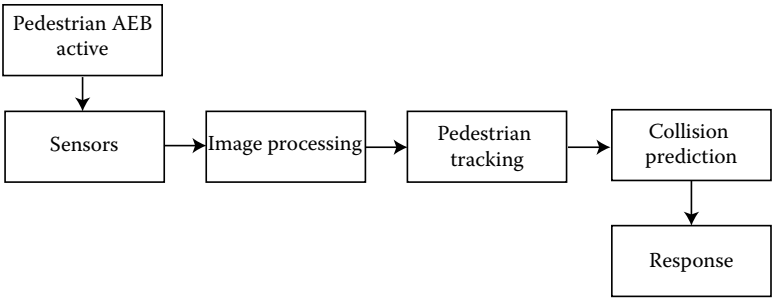 Pedestrian AEB
active
Sensors
Image processing
Pedestrian
tracking
Collision
prediction
Response